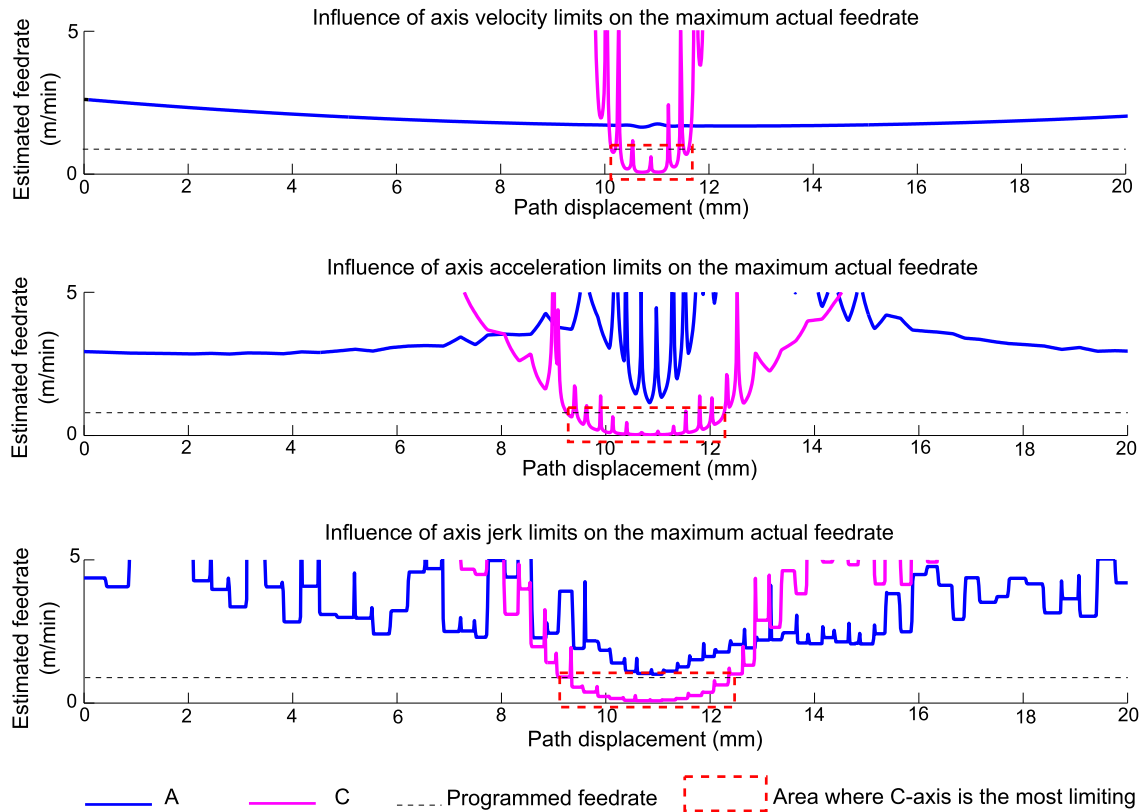 Influence of axis velocity limits on the maximum actual feedrate
Estimated feedrate
(m/min)
5
0
0 2 4 6 8 10 12 14 16 18 20
Path displacement (mm)
Influence of axis acceleration limits on the maximum actual feedrate
Estimated feedrate
(m/min)
5
0
0 2 4 6 8 10 12 14 16 18 20
Path displacement (mm)
Influence of axis jerk limits on the maximum actual feedrate
Estimated feedrate
(m/min)
5
0
0 2 4 6 8 10 12 14 16 18 20
Path displacement (mm)
A C Programmed feedrate Area where C-axis is the most limiting